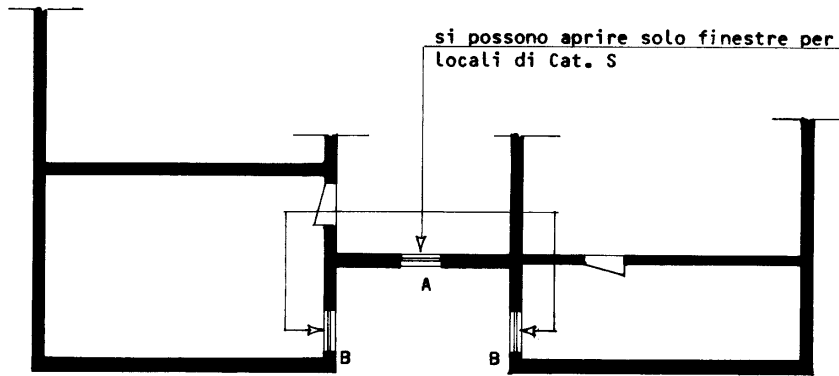 si possono aprire solo finestre per
locali di Cat. S
A
B
B